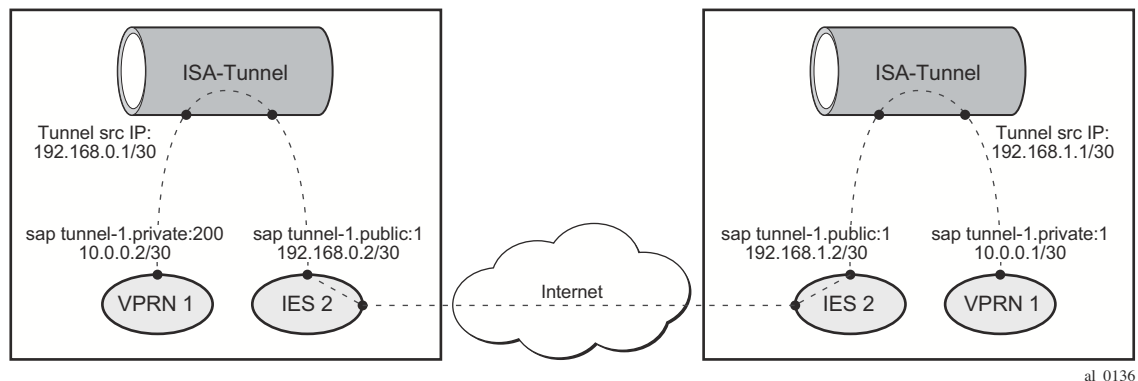 ISA-Tunnel
Tunnel src IP:
192.168.0.1/30
sap tunnel-1.private:200
10.0.0.2/30
sap tunnel-1.public:1
192.168.0.2/30
VPRN 1
IES 2
Internet
ISA-Tunnel
Tunnel src IP:
192.168.1.1/30
sap tunnel-1.public:1
192.168.1.2/30
sap tunnel-1.private:1
10.0.0.1/30
IES 2
VPRN 1
al_0136